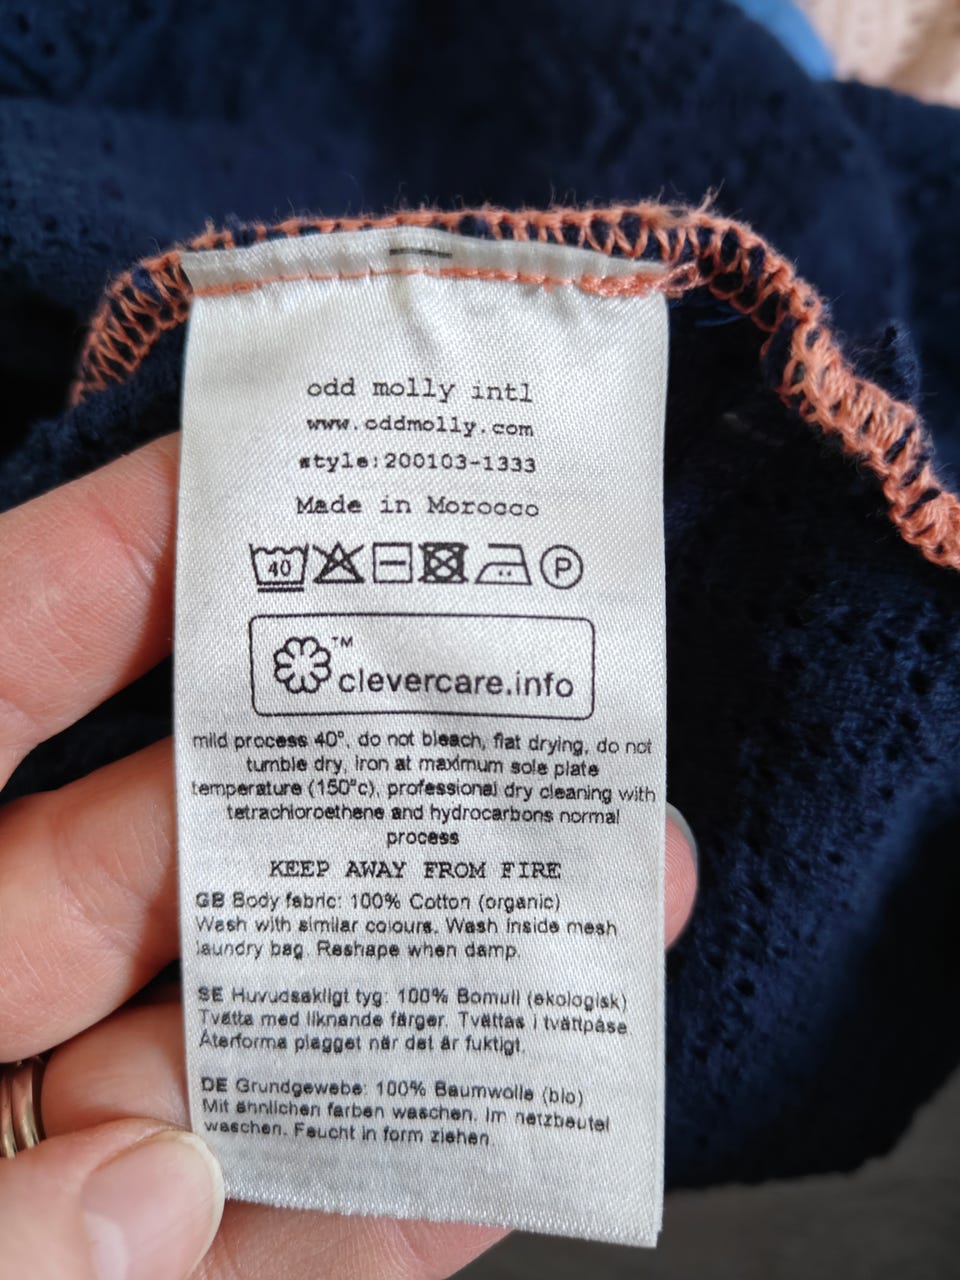 odd molly intl
www.oddmolly.com
style:200103-1333
Made in Morocco
40 P
™
clevercare.info
mild process 40°, do not bleach, flat drying, do not
tumble dry, iron at maximum sole plate
temperature (150°c), professional dry cleaning with
tetrachloroethene and hydrocarbons normal
process
KEEP AWAY FROM FIRE
GB Body fabric: 100% Cotton (organic)
Wash with similar colours. Wash inside mesh
laundry bag. Reshape when damp.
SE Huvudsakligt tyg: 100% Bomull (ekologisk)
Tvätta med liknande färger. Tvättas i tvättpåse
Återforma plagget när det är fuktigt.
DE Grundgewebe: 100% Baumwolle (bio)
Mit ähnlichen farben waschen. Im netzbeutel
waschen. Feucht in form ziehen.